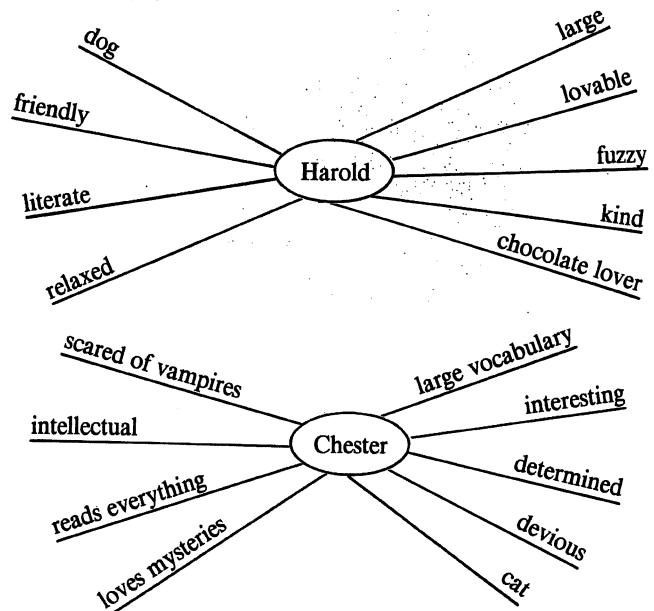 dog
friendly
literate
relaxed
Harold
large
lovable
fuzzy
kind
chocolate lover
scared of vampires
intellectual
reads everything
loves mysteries
Chester
large vocabulary
interesting
determined
devious
cat